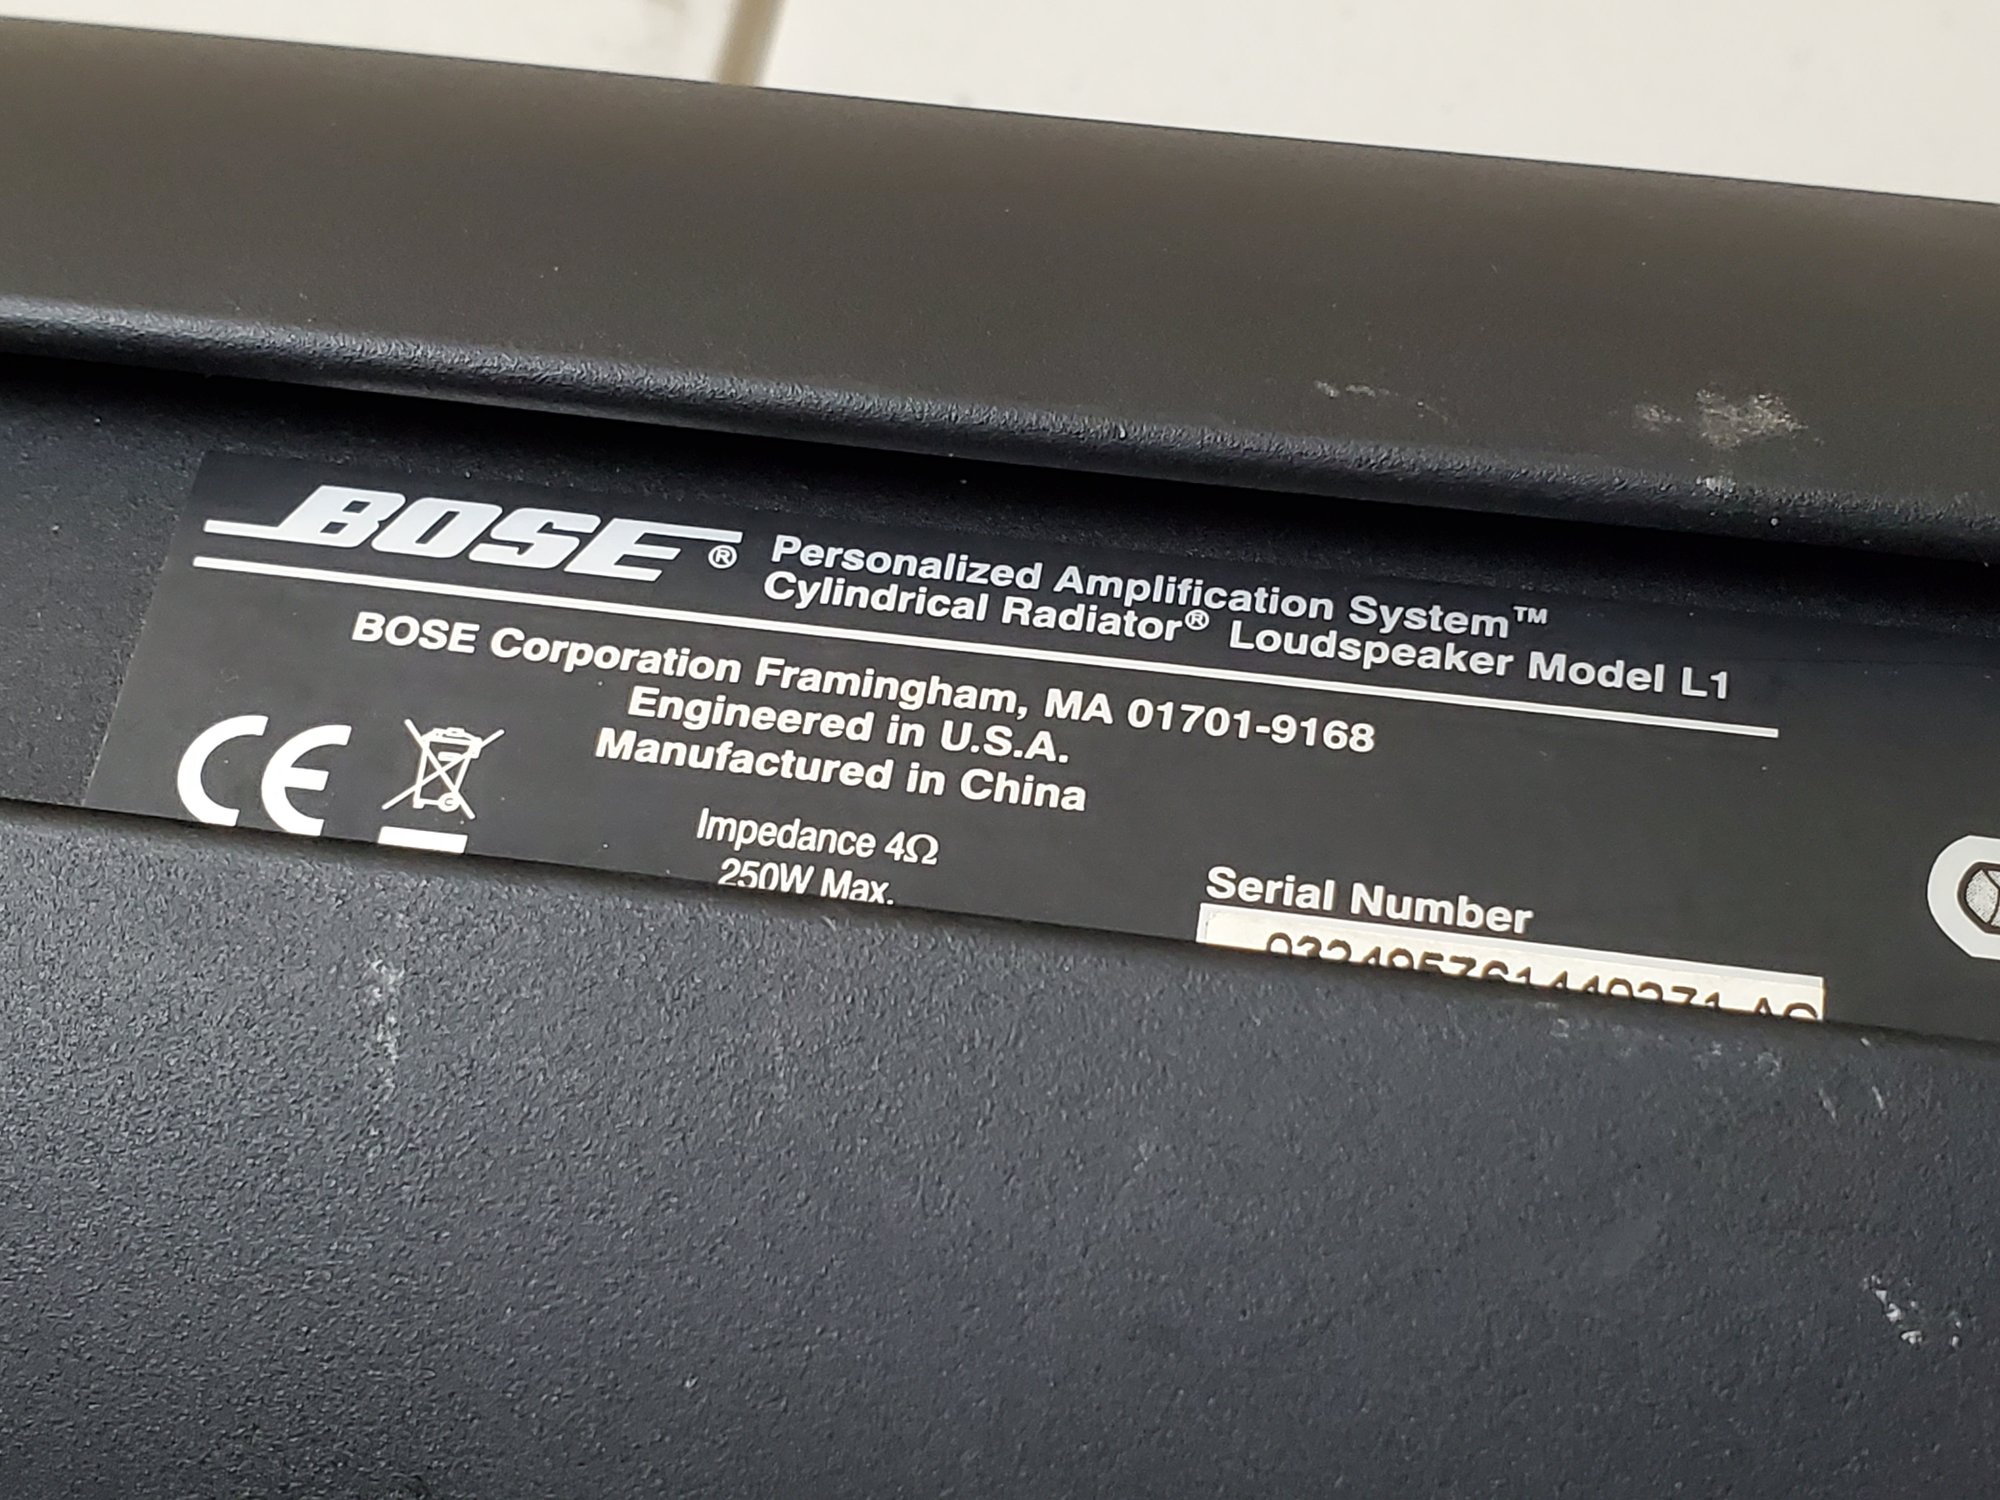 BOSE® Personalized Amplification System™
Cylindrical Radiator® Loudspeaker Model L1
BOSE Corporation Framingham, MA 01701-9168
Engineered in U.S.A.
Manufactured in China
CE
Impedance 4Ω
250W Max.
Serial Number